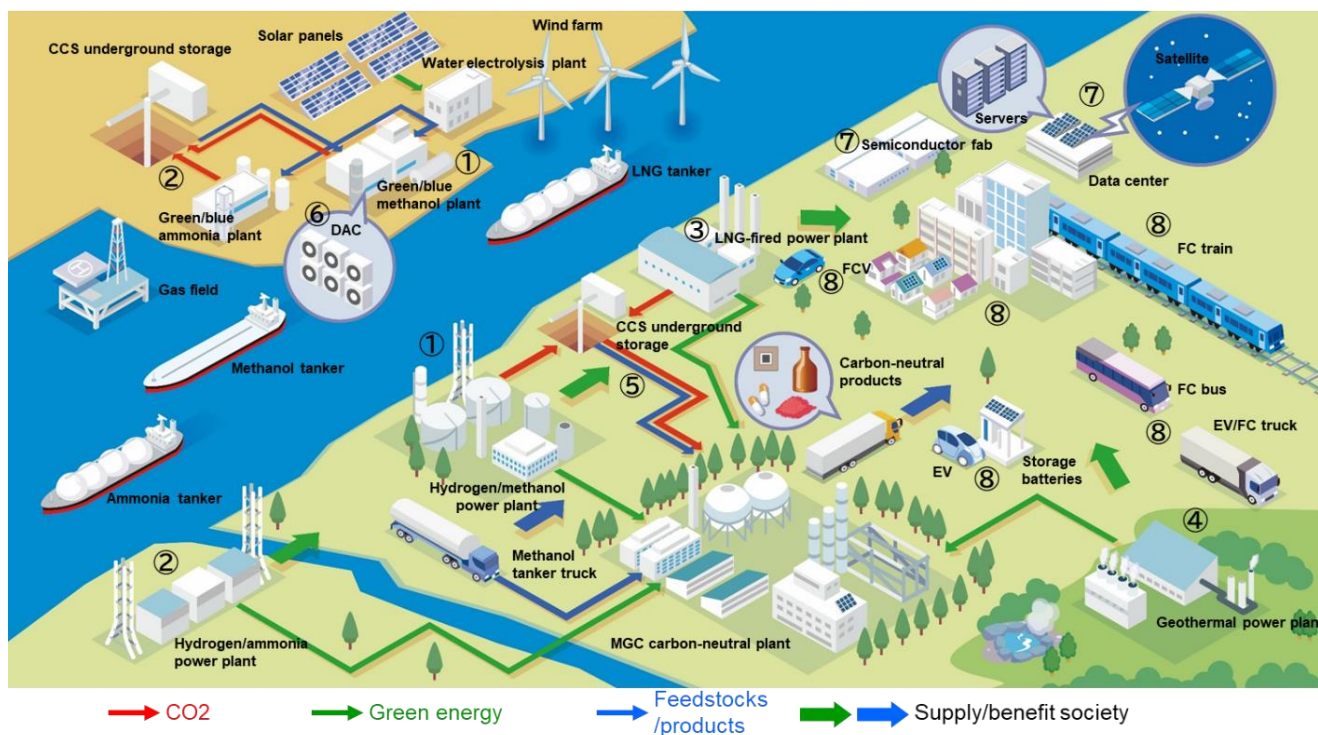 Wind farm
Solar panels
CCS underground storage
Water electrolysis plant
Satellite
⑦
Servers
⑦
Semiconductor fab
①
②
LNG tanker
Green/blue
methanol plant
Data center
⑥
DAC
Green/blue
ammonia plant
③
LNG-fired power plant
⑧
FC train
FCV
⑧
Gas field
⑧
CCS underground
storage
①
Methanol tanker
Carbon-neutral
products
⑤
FC bus
EV/FC truck
⑧
EV
⑧
Storage
batteries
Ammonia tanker
Hydrogen/methanol
power plant
④
②
Methanol
tanker truck
Hydrogen/ammonia
power plant
MGC carbon-neutral plant
Geothermal power plan
CO2
Green energy
Feedstocks
/products
Supply/benefit society